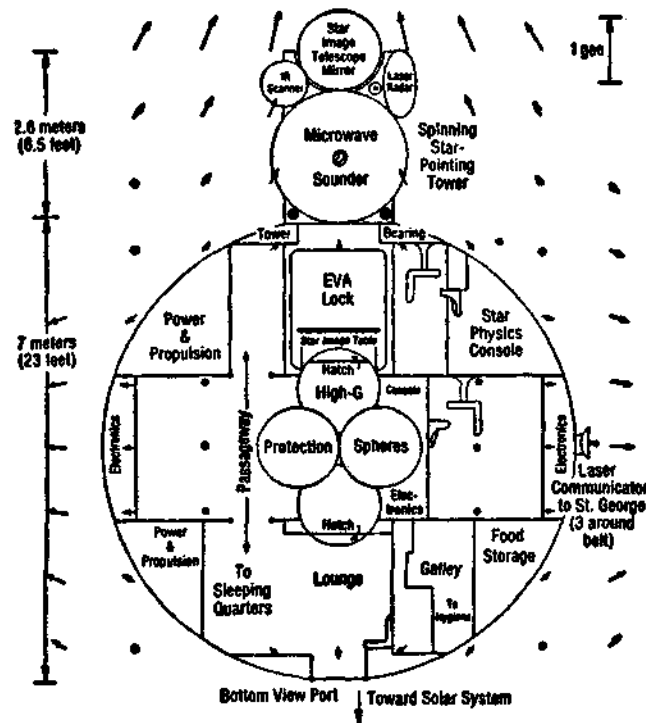 Star
Image
Telescope
Mirror
1 gee
IR
Scanner
Laser
Radar
2.6 meters
(6.5 feet)
Microwave
Sounder
Spinning
Star-
Pointing
Tower
Tower
Bearing
EVA
Lock
Star Image Table
Power
&
Propulsion
Star
Physics
Console
7 meters
(23 feet)
Hatch
High-G
Console
Passageway
Electronics
Protection
Spheres
Electronics
Laser
Communicator
to St. George
(3 around
belt)
Elec-
tronics
Hatch
Power
&
Propulsion
Food
Storage
To
Sleeping
Quarters
Lounge
Galley
To
Hygiene
Bottom View Port
Toward Solar System